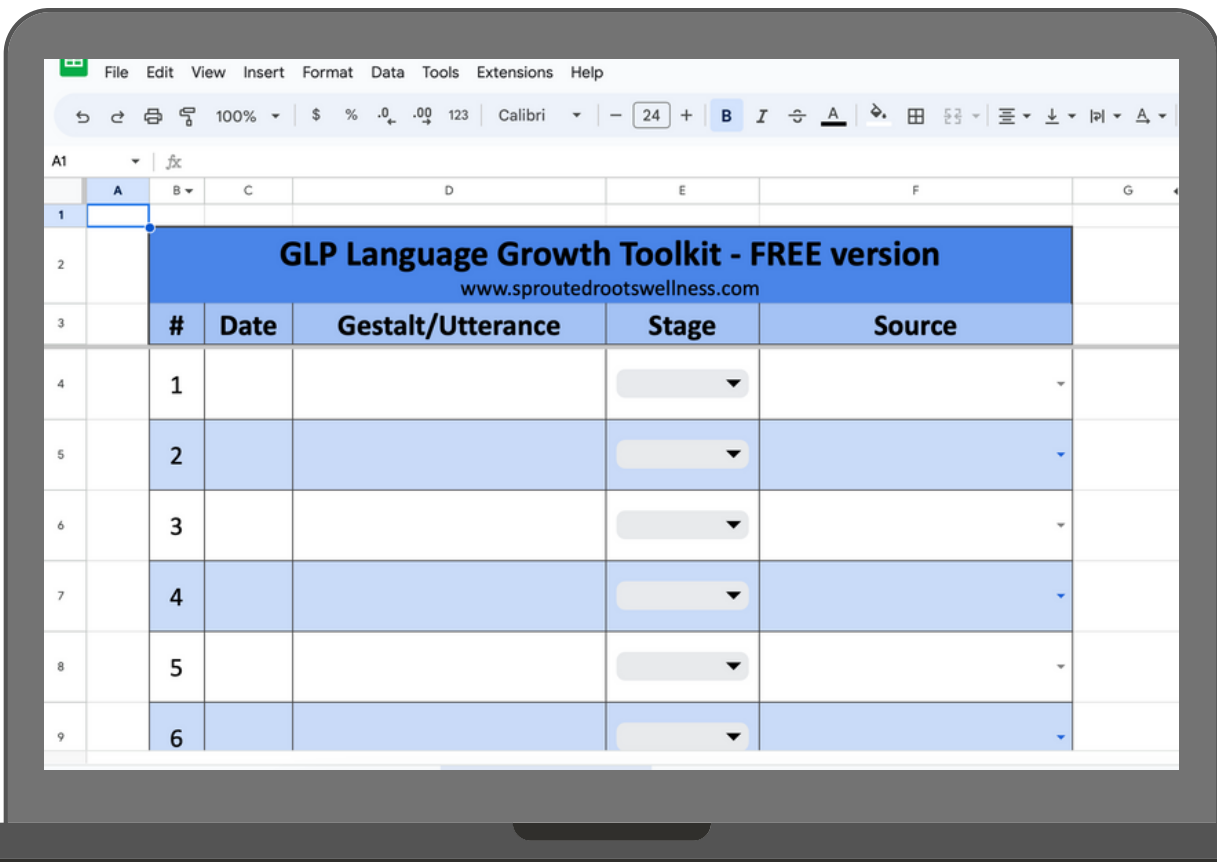 File Edit View Insert Format Data Tools Extensions Help
100% $ % .0 .00 123 Calibri - 24 + B I S A A
A1 fx
A B C D E F G
1
2 GLP Language Growth Toolkit - FREE version
www.sproutedrootswellness.com
3 # Date Gestalt/Utterance Stage Source
4 1
5 2
6 3
7 4
8 5
9 6